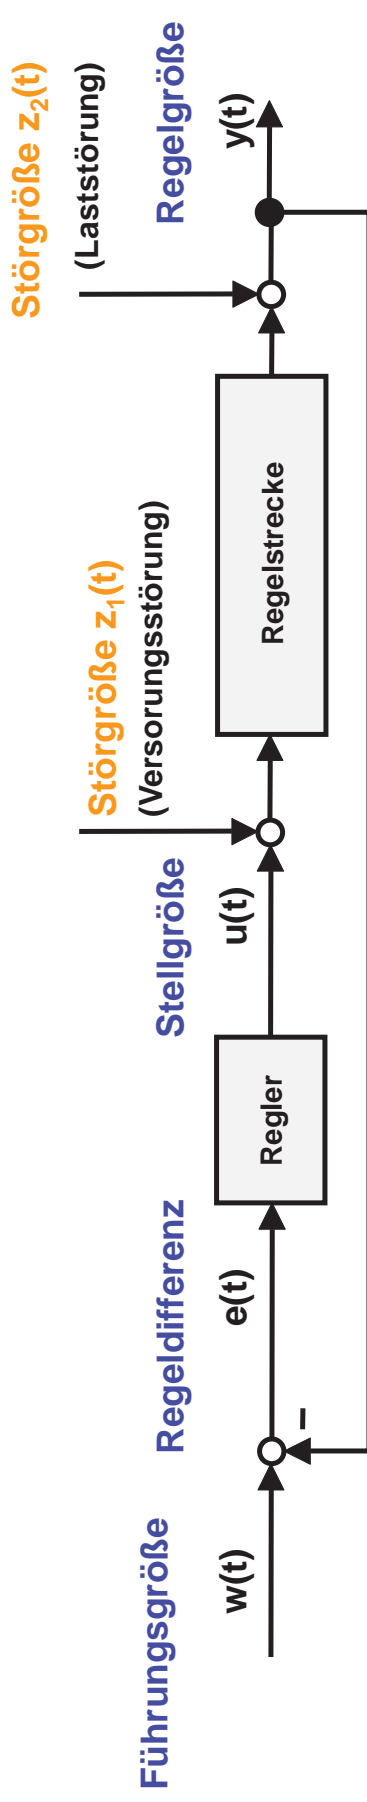 Störgröße z₂(t)
(Laststörung)
Störgröße z₁(t)
(Versorungsstörung)
Führungsgröße
Regeldifferenz
Stellgröße
Regelgröße
w(t)
e(t)
u(t)
y(t)
Regler
Regelstrecke
–